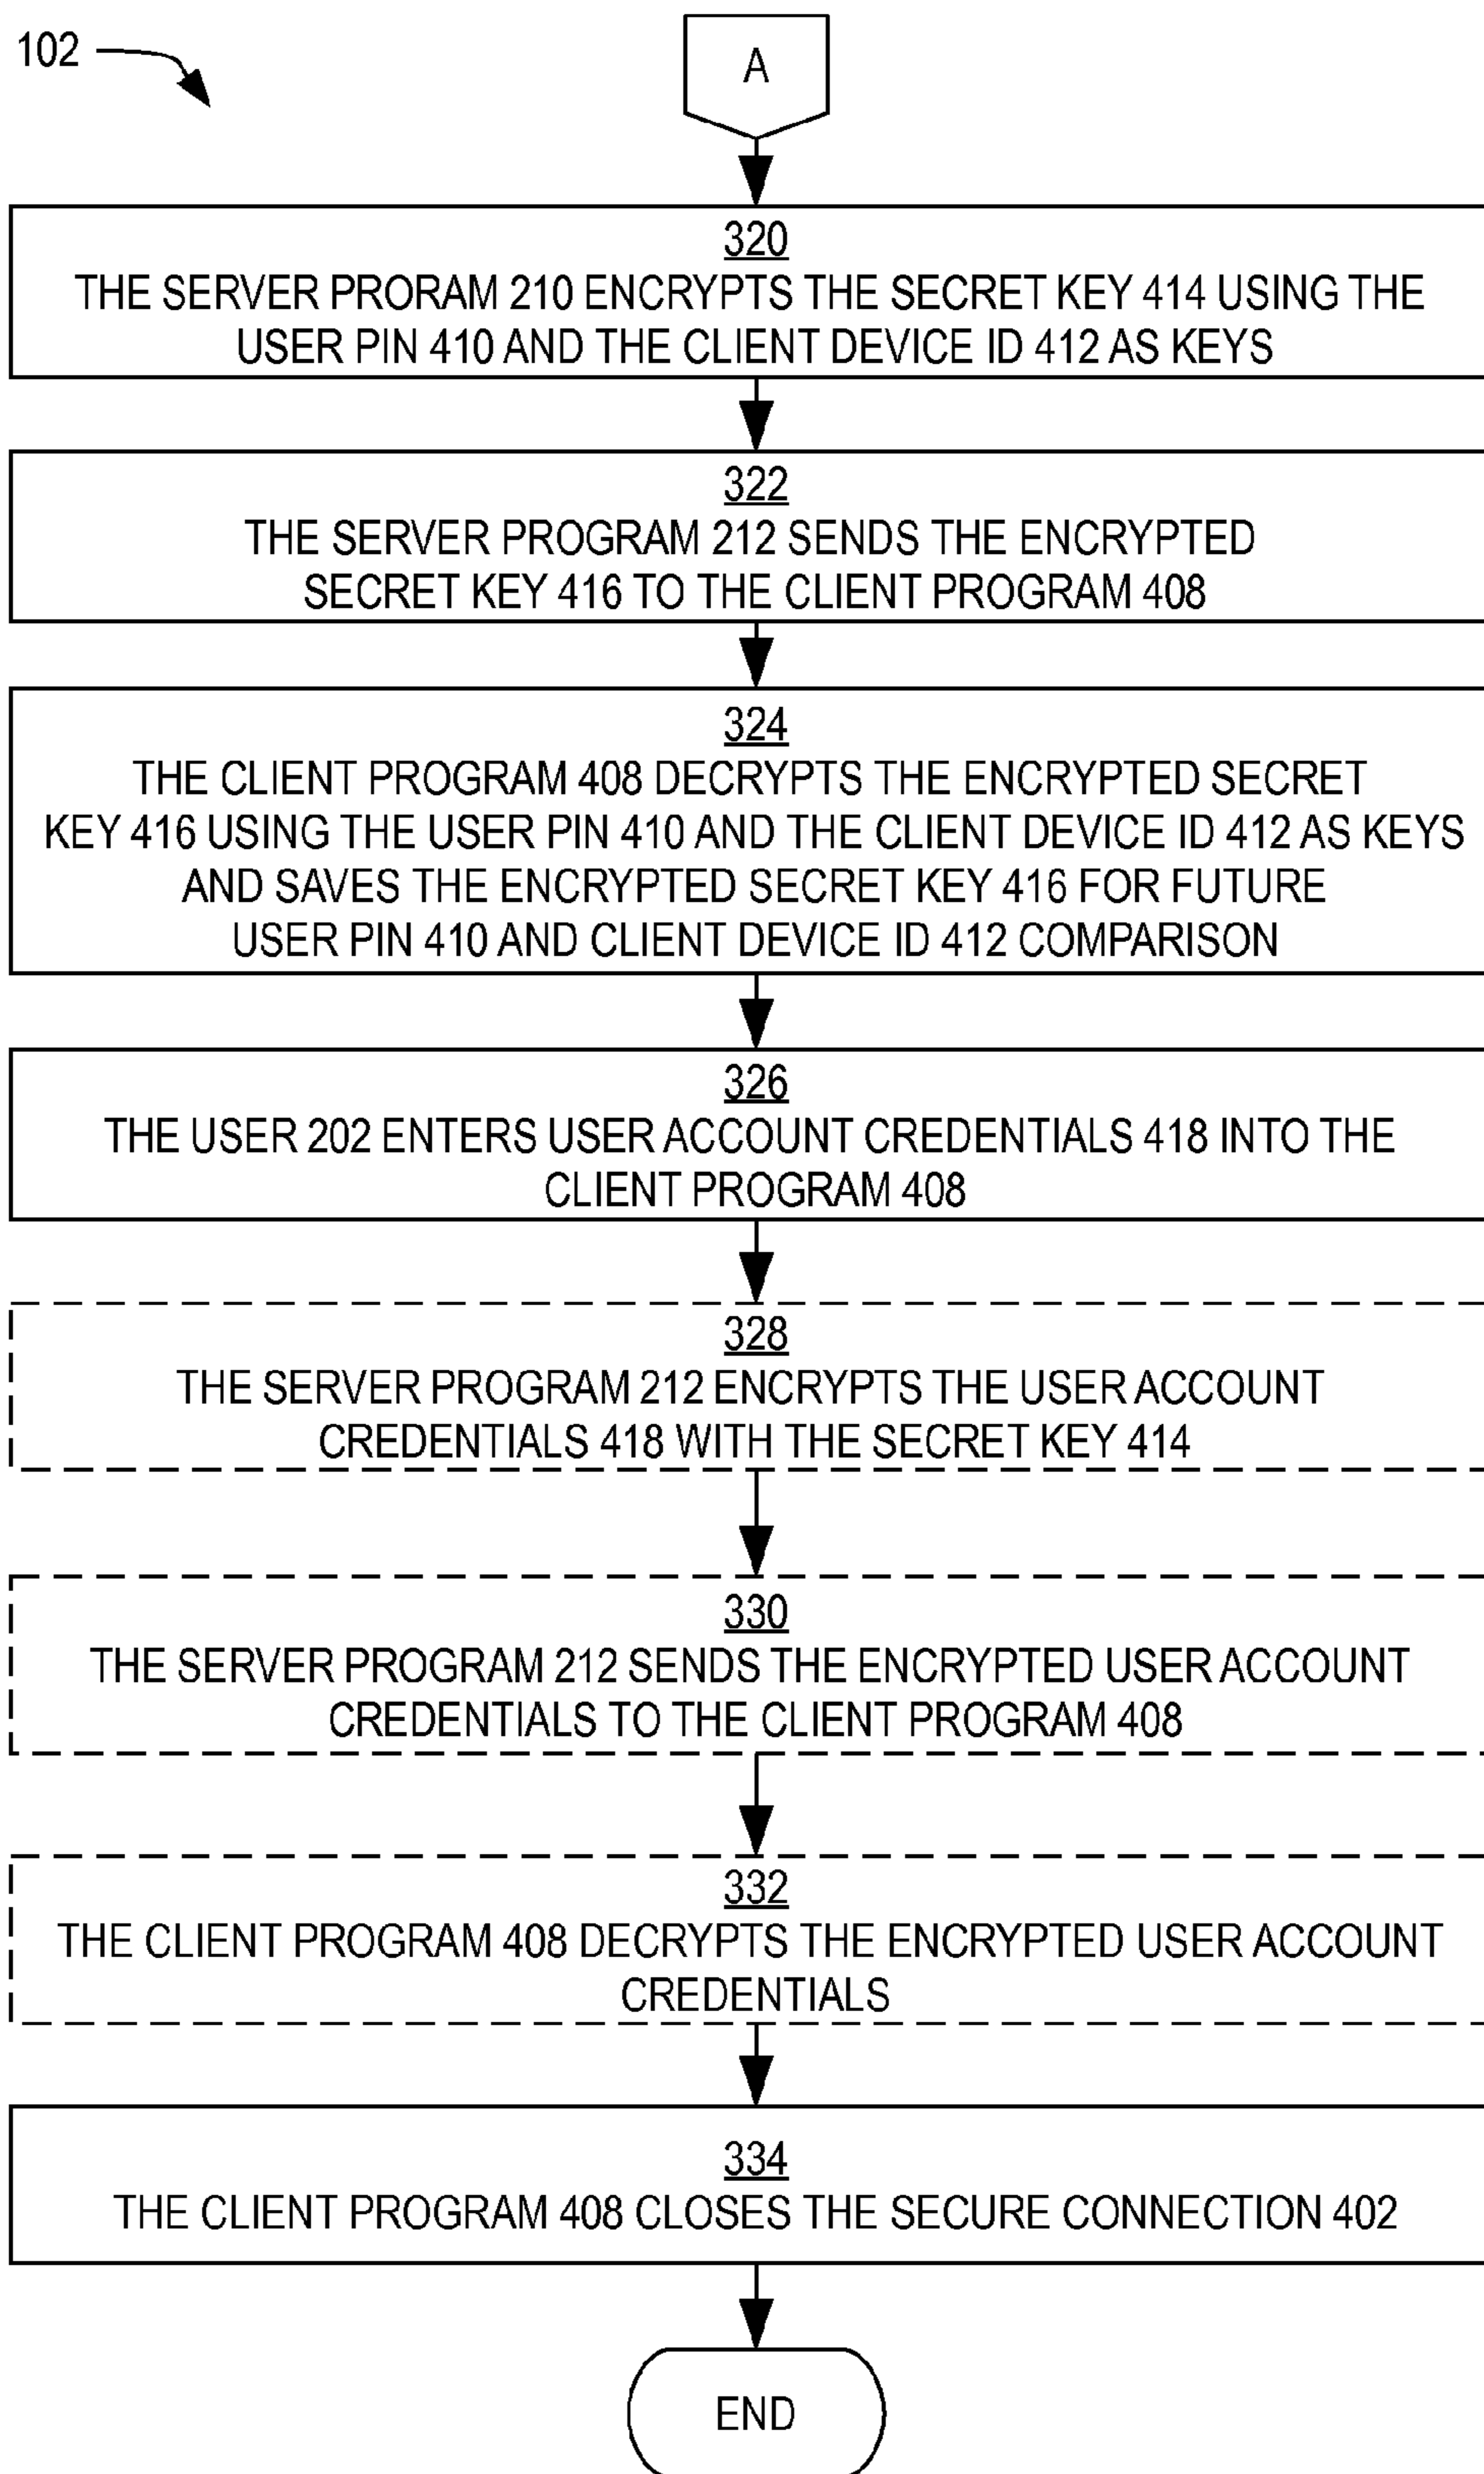 102
A
320
THE SERVER PRORAM 210 ENCRYPTS THE SECRET KEY 414 USING THE
USER PIN 410 AND THE CLIENT DEVICE ID 412 AS KEYS
322
THE SERVER PROGRAM 212 SENDS THE ENCRYPTED
SECRET KEY 416 TO THE CLIENT PROGRAM 408
324
THE CLIENT PROGRAM 408 DECRYPTS THE ENCRYPTED SECRET
KEY 416 USING THE USER PIN 410 AND THE CLIENT DEVICE ID 412 AS KEYS
AND SAVES THE ENCRYPTED SECRET KEY 416 FOR FUTURE
USER PIN 410 AND CLIENT DEVICE ID 412 COMPARISON
326
THE USER 202 ENTERS USER ACCOUNT CREDENTIALS 418 INTO THE
CLIENT PROGRAM 408
328
THE SERVER PROGRAM 212 ENCRYPTS THE USER ACCOUNT
CREDENTIALS 418 WITH THE SECRET KEY 414
330
THE SERVER PROGRAM 212 SENDS THE ENCRYPTED USER ACCOUNT
CREDENTIALS TO THE CLIENT PROGRAM 408
332
THE CLIENT PROGRAM 408 DECRYPTS THE ENCRYPTED USER ACCOUNT
CREDENTIALS
334
THE CLIENT PROGRAM 408 CLOSES THE SECURE CONNECTION 402
END